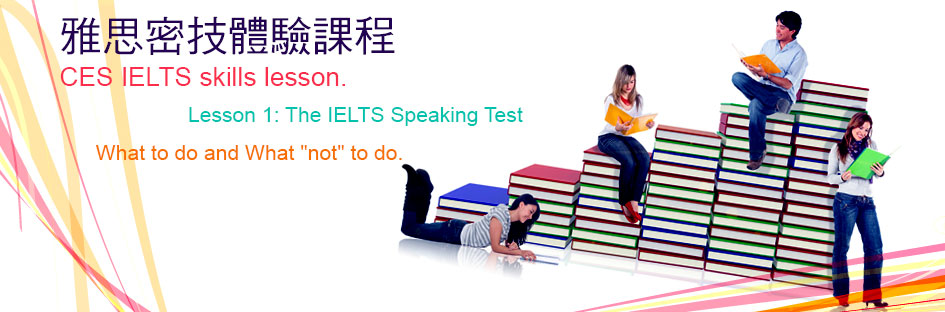 雅思密技體驗課程
CES IELTS skills lesson.
Lesson 1: The IELTS Speaking Test
What to do and What "not" to do.